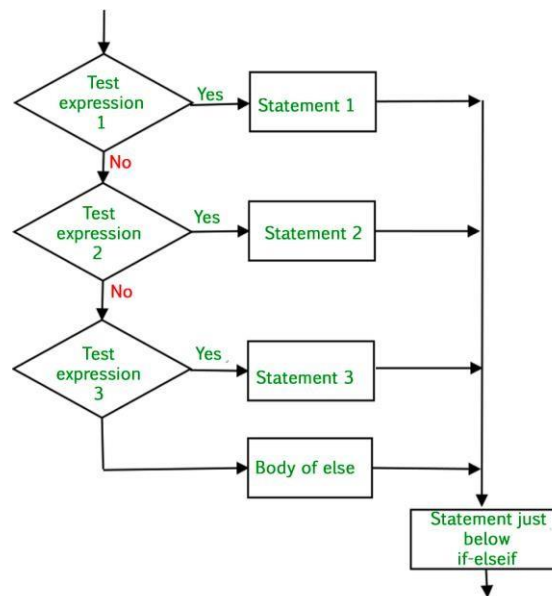 Test
expression
1
Yes
Statement 1
No
Test
expression
2
Yes
Statement 2
No
Test
expression
3
Yes
Statement 3
Body of else
Statement just
below
if-elseif